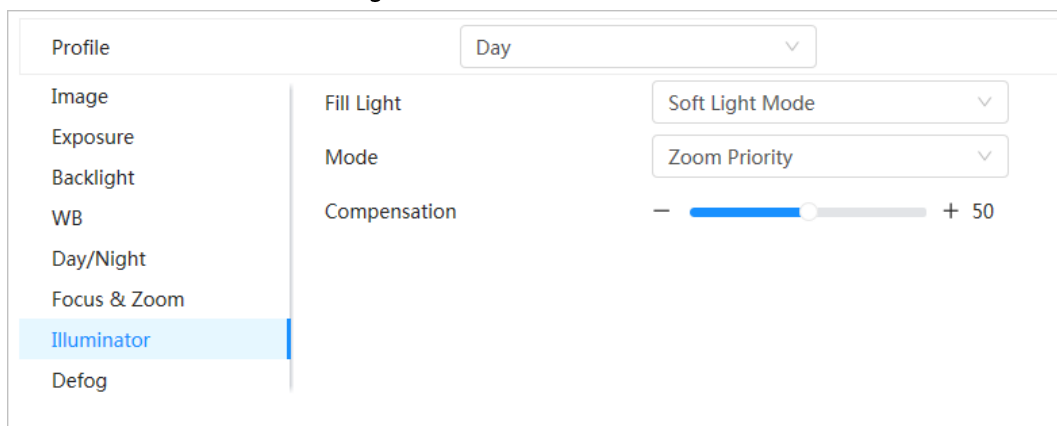 Profile Day
Image
Fill Light Soft Light Mode
Exposure
Mode Zoom Priority
Backlight
WB
Compensation 50
Day/Night
Focus & Zoom
Illuminator
Defog